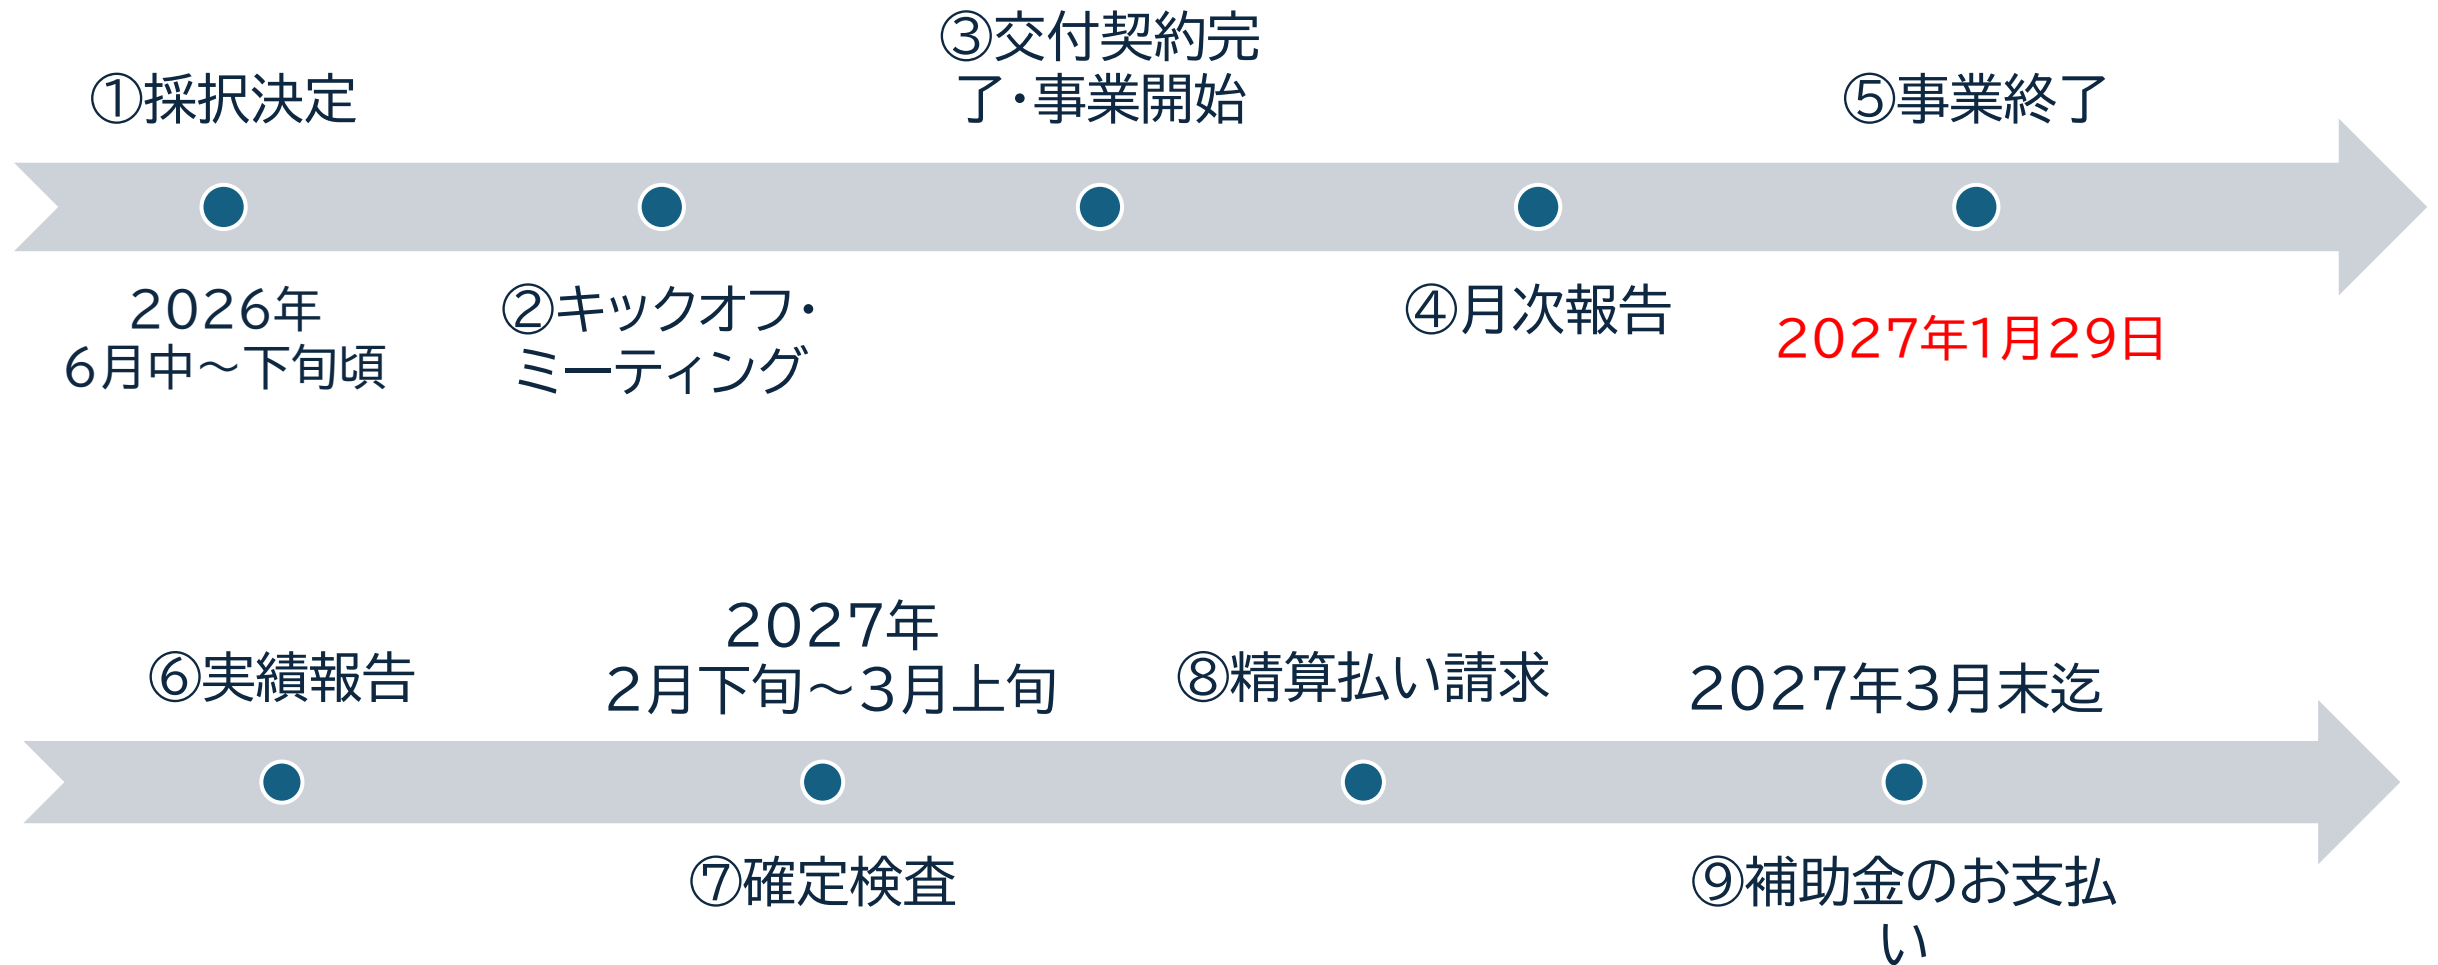 ①採択決定
2026年
6月中～下旬頃
②キックオフ・
ミーティング
③交付契約完
了・事業開始
④月次報告
⑤事業終了
2027年1月29日
⑥実績報告
2027年
2月下旬～3月上旬
⑦確定検査
⑧精算払い請求
2027年3月末迄
⑨補助金のお支払
い